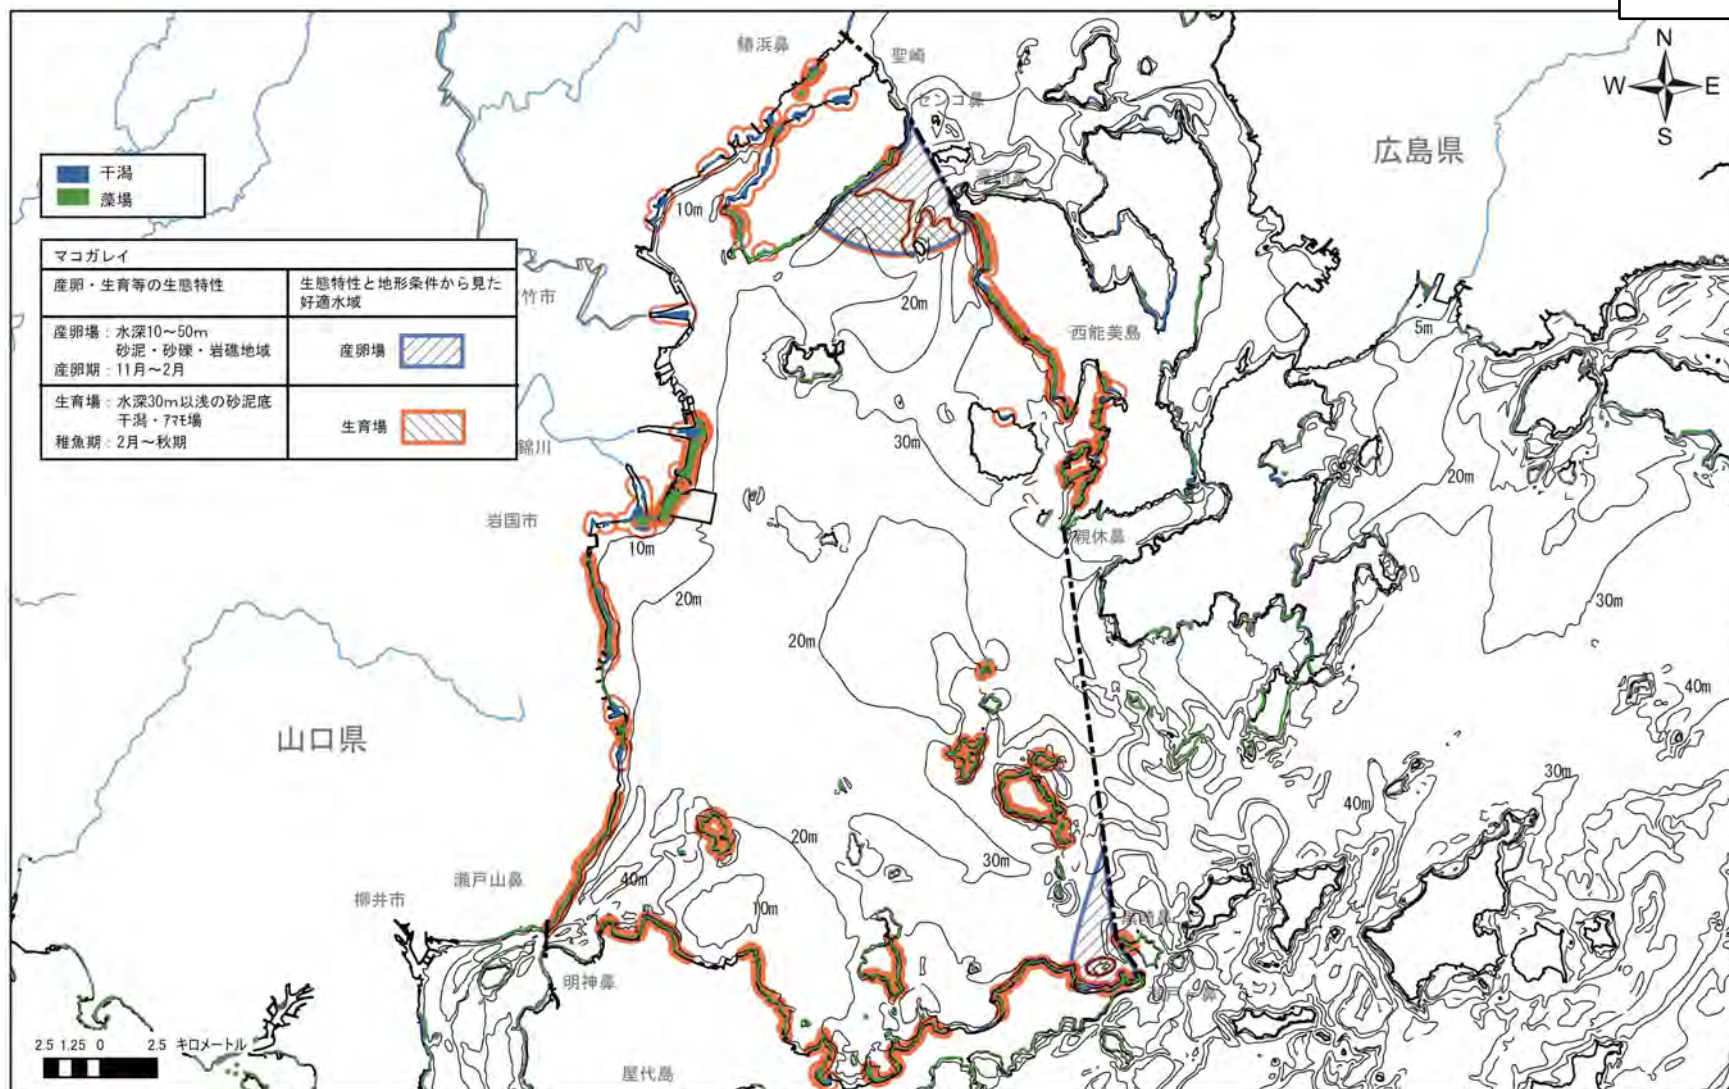 鰆浜鼻
聖崎
センコ鼻
N
W
E
S
広島県
干潟
藻場
10m
マコガレイ
産卵・生育等の生態特性
生態特性と地形条件から見た
好適水域
産卵場：水深10～50m
砂泥・砂礫・岩礁地域
産卵期：11月～2月
産卵場
生育場：水深30m以浅の砂泥底
干潟・アマモ場
稚魚期：2月～秋期
生育場
竹市
20m
5m
西能美島
錦川
30m
20m
岩国市
親休鼻
10m
20m
30m
20m
40m
山口県
30m
40m
20m
瀬戸山鼻
40m
30m
柳井市
10m
明神鼻
2.5 1.25 0 2.5 キロメートル
屋代島